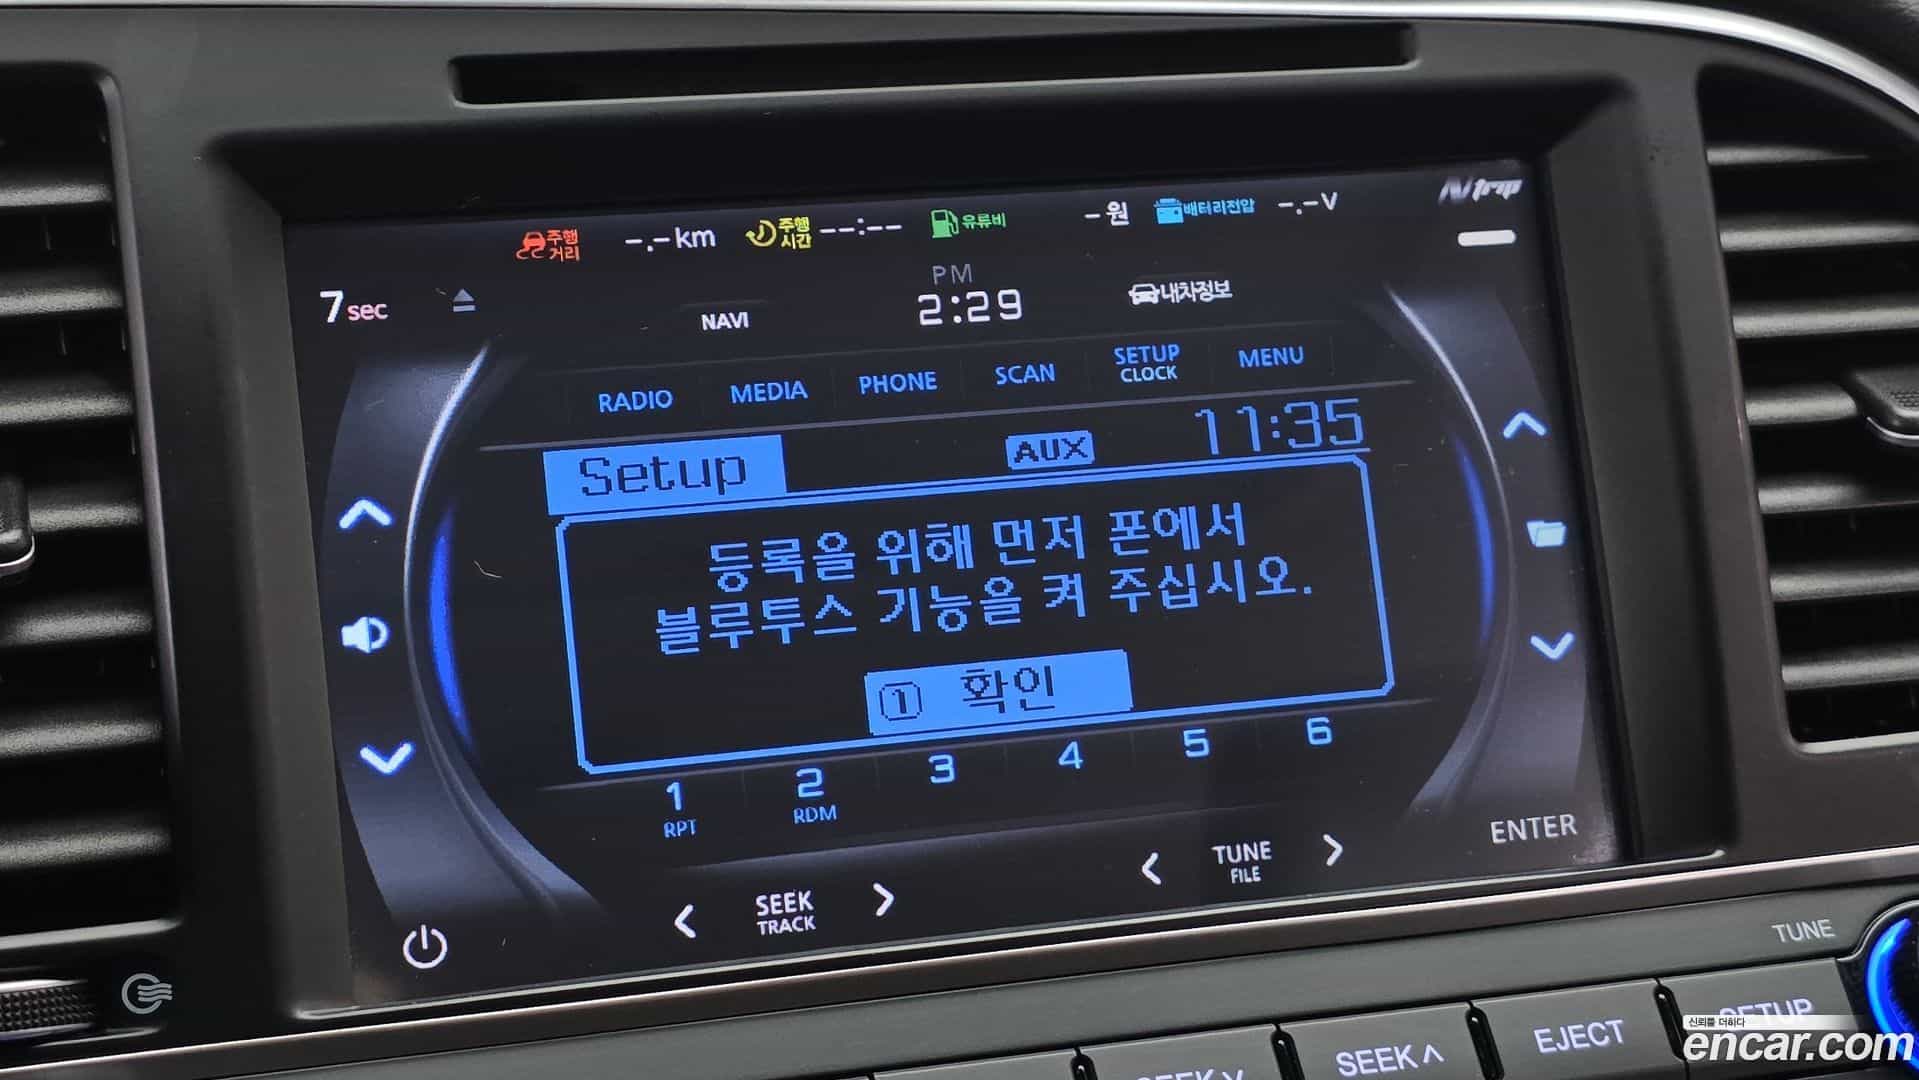 Ntrip
주행
거리
-.-km
주행
시간
--:--
유류비
-원
배터리전압
-.-V
7 sec
NAVI
PM
2:29
내차정보
RADIO
MEDIA
PHONE
SCAN
SETUP
CLOCK
MENU
Setup
AUX
11:35
등록을 위해 먼저 폰에서
블루투스 기능을 켜 주십시오.
① 확인
1
RPT
2
RDM
3
4
5
6
SEEK
TRACK
TUNE
FILE
ENTER
TUNE
SEEK ∨
SEEK ∧
EJECT
SETUP
신뢰를 더하다
encar.com